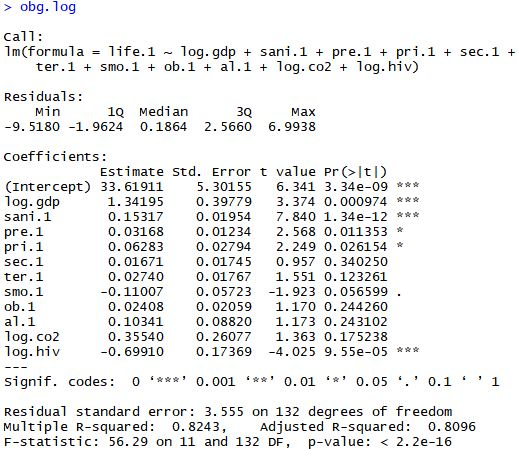 > obg.log
Call:
lm(formula = life.1 ~ log.gdp + sani.1 + pre.1 + pri.1 + sec.1 +
    ter.1 + smo.1 + ob.1 + al.1 + log.co2 + log.hiv)
Residuals:
    Min      1Q  Median      3Q     Max
-9.5180 -1.9624  0.1864  2.5660  6.9938
Coefficients:
            Estimate Std. Error t value Pr(>|t|)
(Intercept) 33.61911    5.30155   6.341 3.34e-09 ***
log.gdp      1.34195    0.39779   3.374 0.000974 ***
sani.1       0.15317    0.01954   7.840 1.34e-12 ***
pre.1        0.03168    0.01234   2.568 0.011353 *
pri.1        0.06283    0.02794   2.249 0.026154 *
sec.1        0.01671    0.01745   0.957 0.340250
ter.1        0.02740    0.01767   1.551 0.123261
smo.1       -0.11007    0.05723  -1.923 0.056599 .
ob.1         0.02408    0.02059   1.170 0.244260
al.1         0.10341    0.08820   1.173 0.243102
log.co2      0.35540    0.26077   1.363 0.175238
log.hiv     -0.69910    0.17369  -4.025 9.55e-05 ***
---
Signif. codes:  0 ‘***’ 0.001 ‘**’ 0.01 ‘*’ 0.05 ‘.’ 0.1 ‘ ’ 1
Residual standard error: 3.555 on 132 degrees of freedom
Multiple R-squared:  0.8243,    Adjusted R-squared:  0.8096
F-statistic: 56.29 on 11 and 132 DF,  p-value: < 2.2e-16